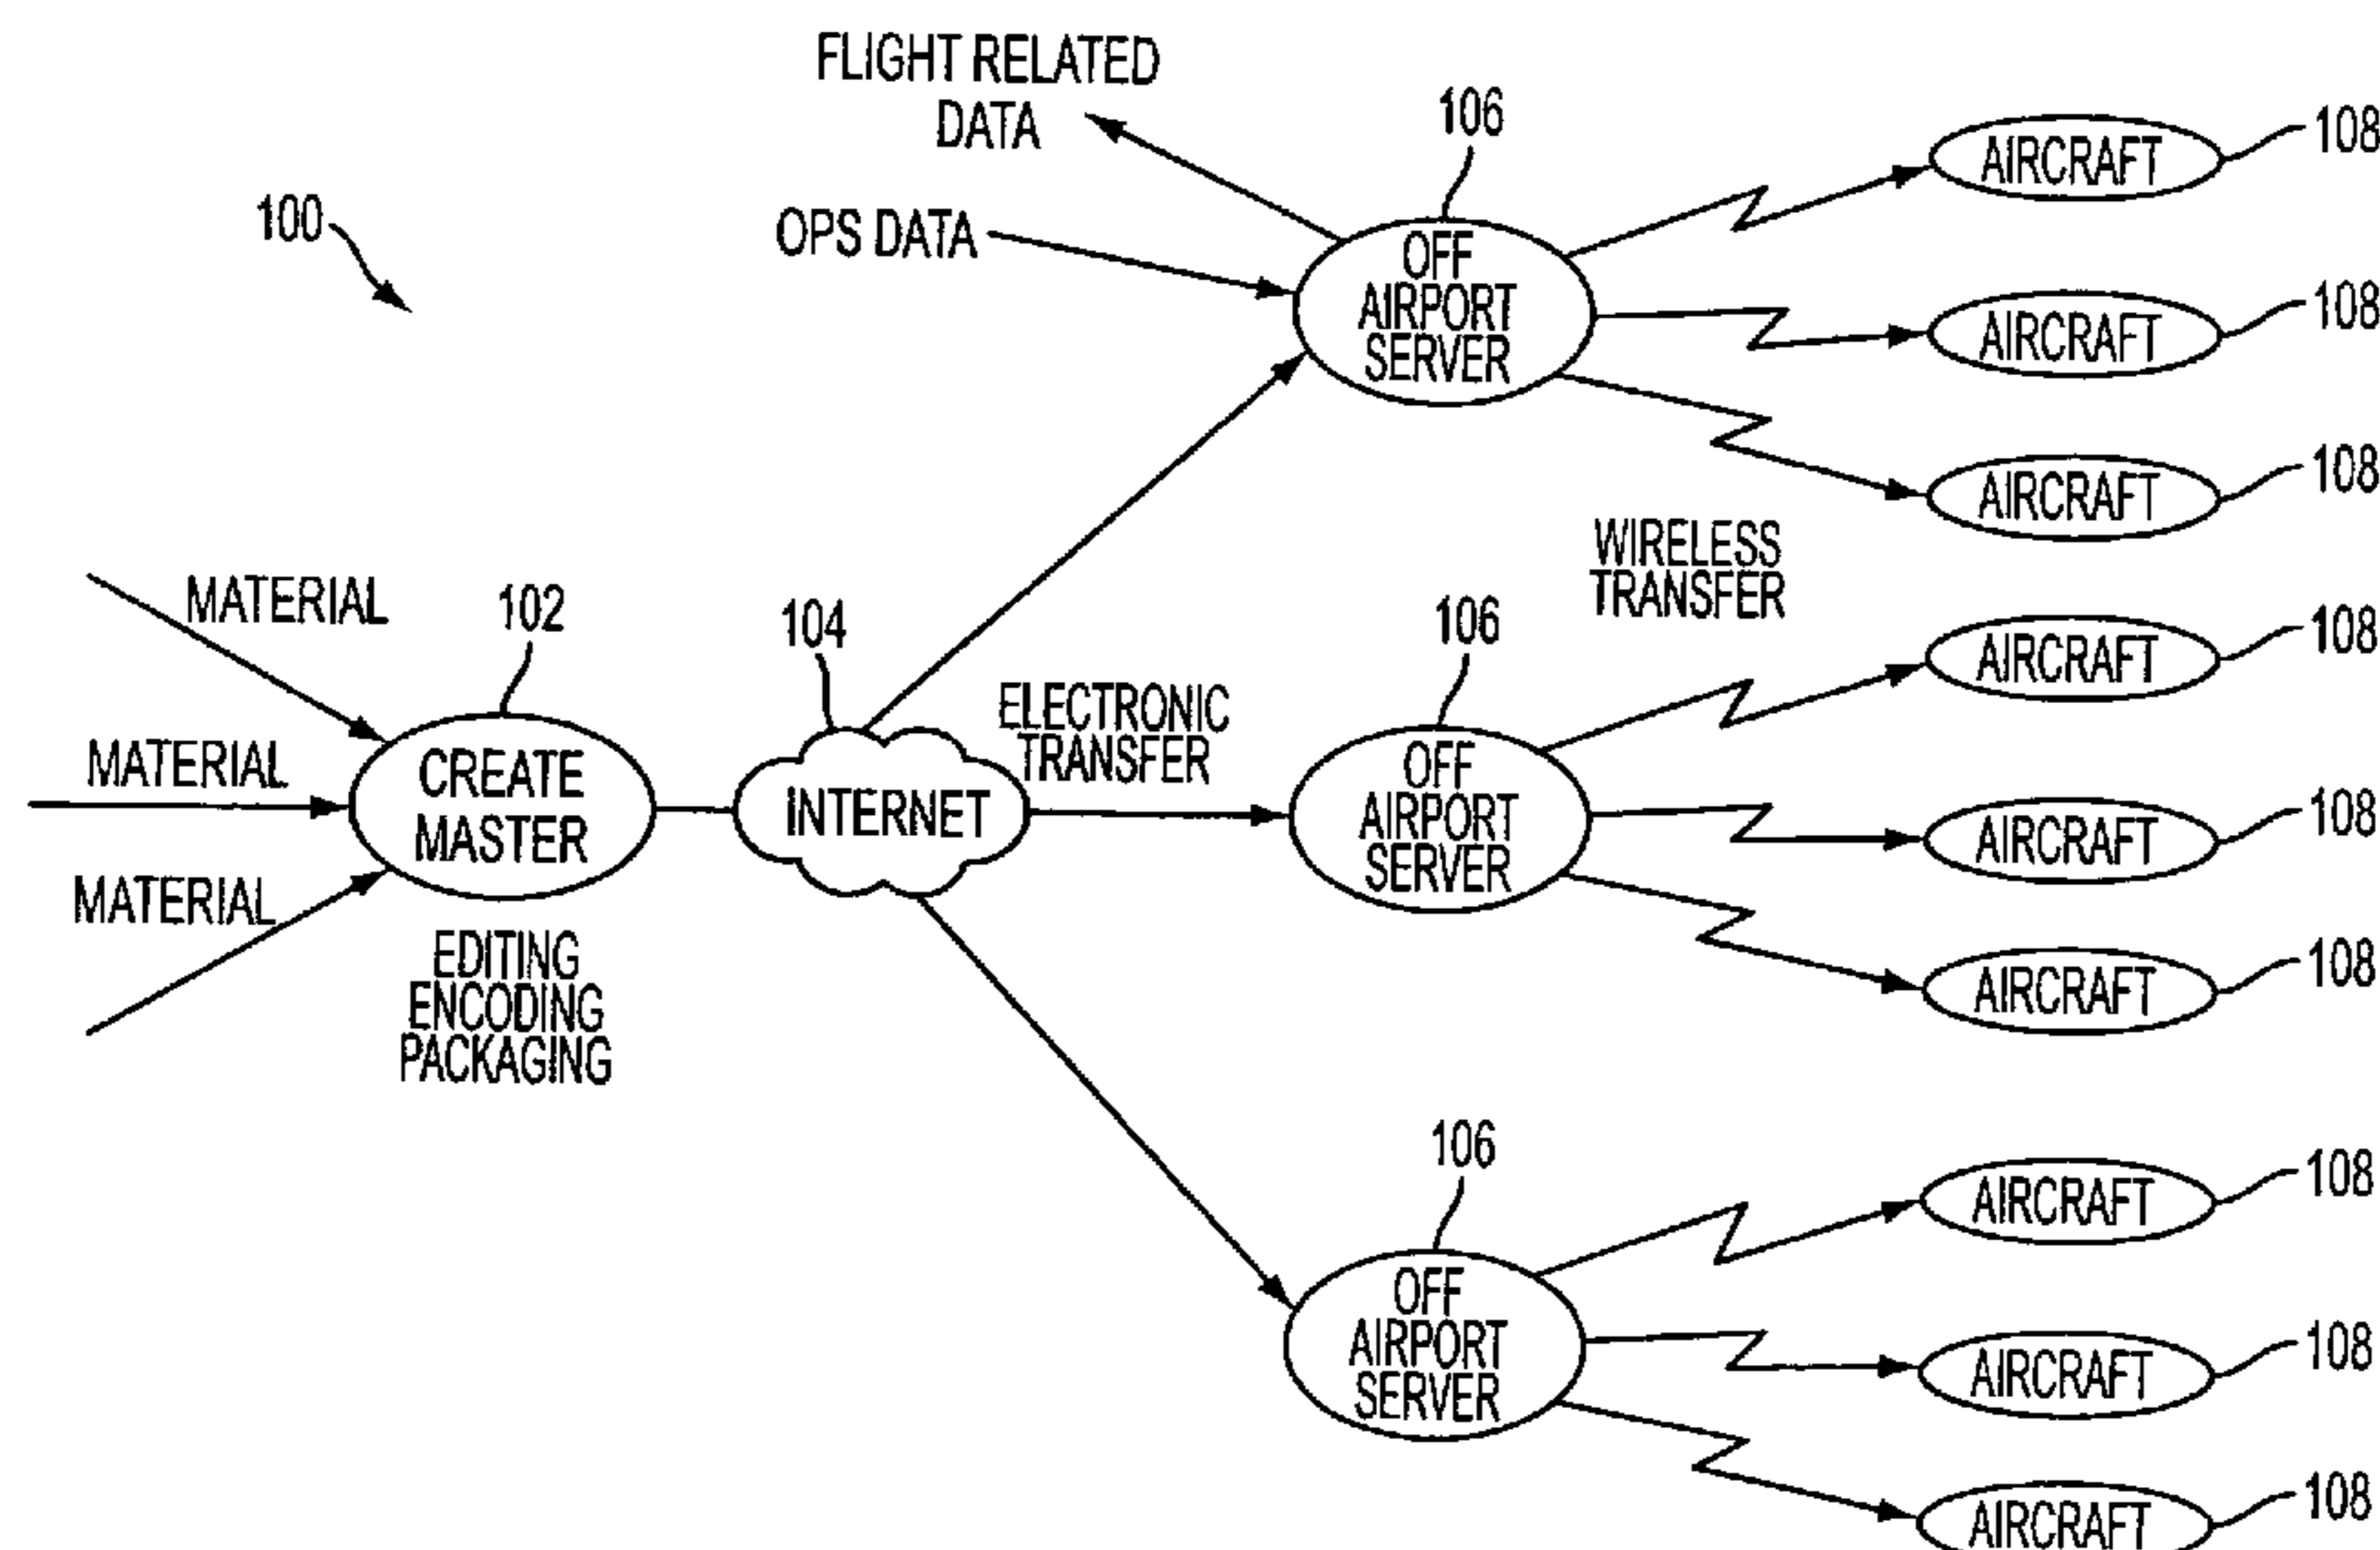 FLIGHT RELATED
DATA
OPS DATA
100
106
OFF
AIRPORT
SERVER
AIRCRAFT
108
AIRCRAFT
108
AIRCRAFT
108
WIRELESS
TRANSFER
MATERIAL
MATERIAL
MATERIAL
102
CREATE
MASTER
EDITING
ENCODING
PACKAGING
104
INTERNET
ELECTRONIC
TRANSFER
106
OFF
AIRPORT
SERVER
AIRCRAFT
108
AIRCRAFT
108
AIRCRAFT
108
106
OFF
AIRPORT
SERVER
AIRCRAFT
108
AIRCRAFT
108
AIRCRAFT
108